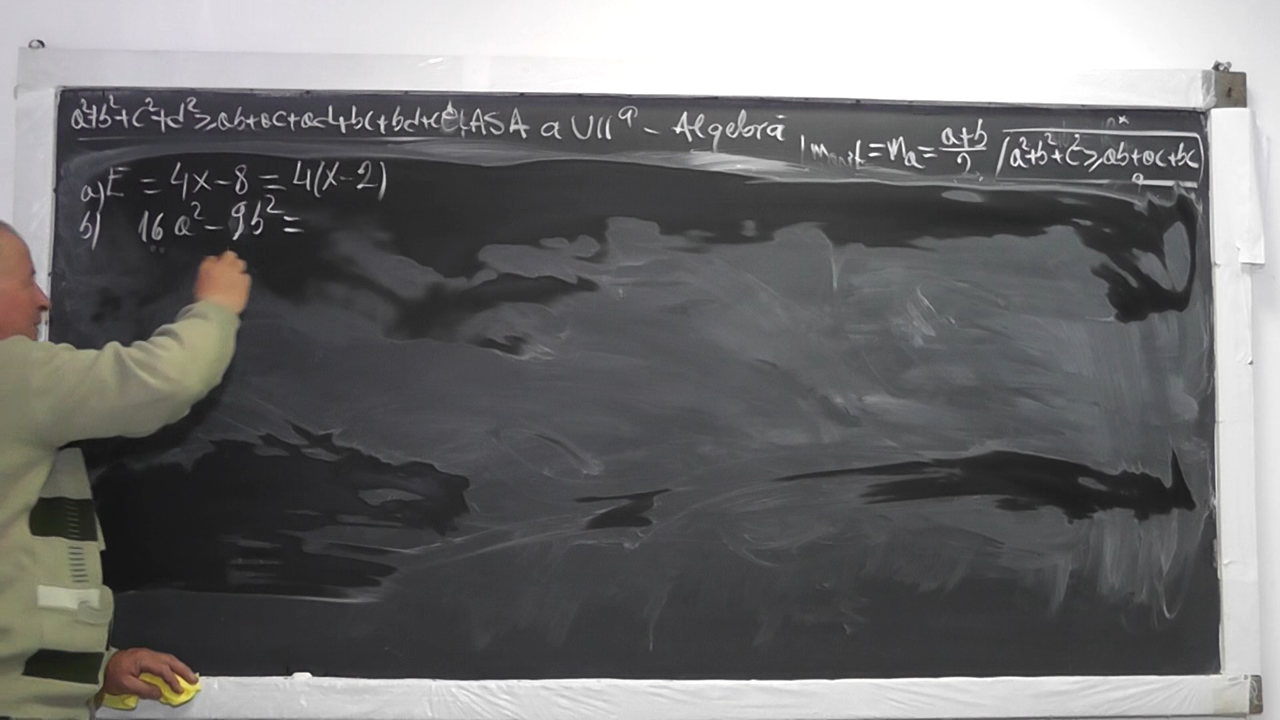 a²+b²+c²+d²≥ab+ac+ad+bc+bd+cd
CLASA a VII ª - Algebră
= mₐ = a+b/2
a²+b²+c²≥ab+ac+bc
a) E = 4x-8 = 4(x-2)
b) 16a²-9b²=